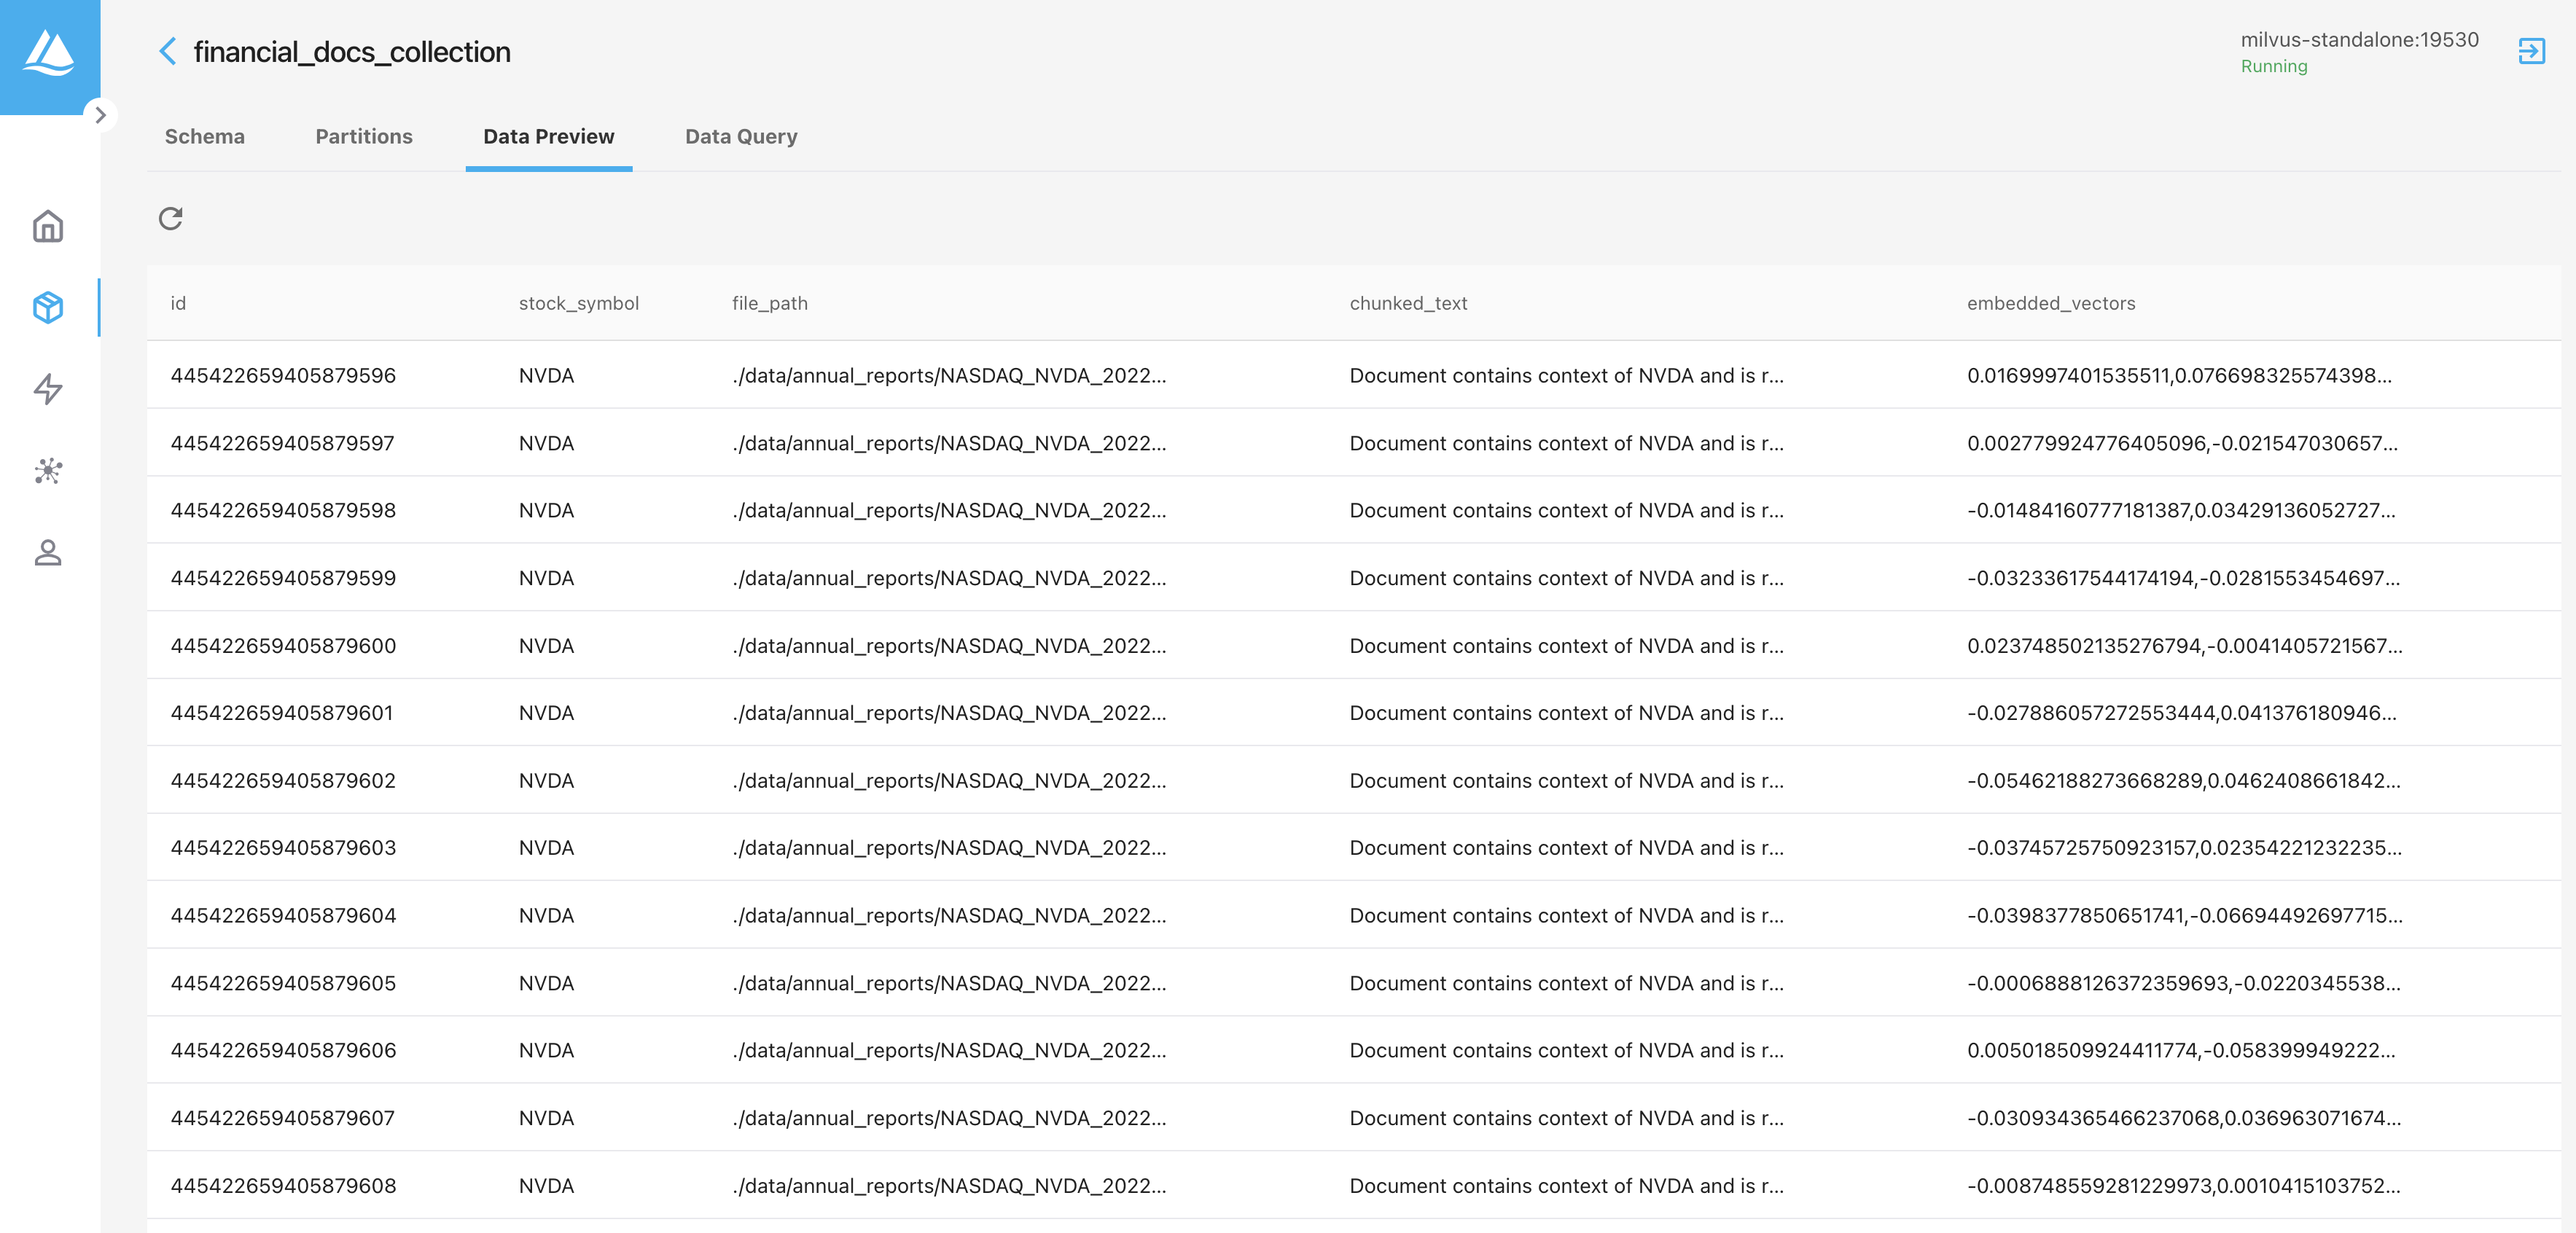 financial_docs_collection
milvus-standalone:19530
Running
Schema Partitions Data Preview Data Query
id stock_symbol file_path chunked_text embedded_vectors
445422659405879596 NVDA ./data/annual_reports/NASDAQ_NVDA_2022... Document contains context of NVDA and is r... 0.0169997401535511,0.076698325574398...
445422659405879597 NVDA ./data/annual_reports/NASDAQ_NVDA_2022... Document contains context of NVDA and is r... 0.002779924776405096,-0.021547030657...
445422659405879598 NVDA ./data/annual_reports/NASDAQ_NVDA_2022... Document contains context of NVDA and is r... -0.01484160777181387,0.03429136052727...
445422659405879599 NVDA ./data/annual_reports/NASDAQ_NVDA_2022... Document contains context of NVDA and is r... -0.03233617544174194,-0.0281553454697...
445422659405879600 NVDA ./data/annual_reports/NASDAQ_NVDA_2022... Document contains context of NVDA and is r... 0.023748502135276794,-0.0041405721567...
445422659405879601 NVDA ./data/annual_reports/NASDAQ_NVDA_2022... Document contains context of NVDA and is r... -0.027886057272553444,0.041376180946...
445422659405879602 NVDA ./data/annual_reports/NASDAQ_NVDA_2022... Document contains context of NVDA and is r... -0.05462188273668289,0.0462408661842...
445422659405879603 NVDA ./data/annual_reports/NASDAQ_NVDA_2022... Document contains context of NVDA and is r... -0.03745725750923157,0.02354221232235...
445422659405879604 NVDA ./data/annual_reports/NASDAQ_NVDA_2022... Document contains context of NVDA and is r... -0.0398377850651741,-0.06694492697715...
445422659405879605 NVDA ./data/annual_reports/NASDAQ_NVDA_2022... Document contains context of NVDA and is r... -0.0006888126372359693,-0.0220345538...
445422659405879606 NVDA ./data/annual_reports/NASDAQ_NVDA_2022... Document contains context of NVDA and is r... 0.005018509924411774,-0.058399949222...
445422659405879607 NVDA ./data/annual_reports/NASDAQ_NVDA_2022... Document contains context of NVDA and is r... -0.030934365466237068,0.036963071674...
445422659405879608 NVDA ./data/annual_reports/NASDAQ_NVDA_2022... Document contains context of NVDA and is r... -0.008748559281229973,0.0010415103752...